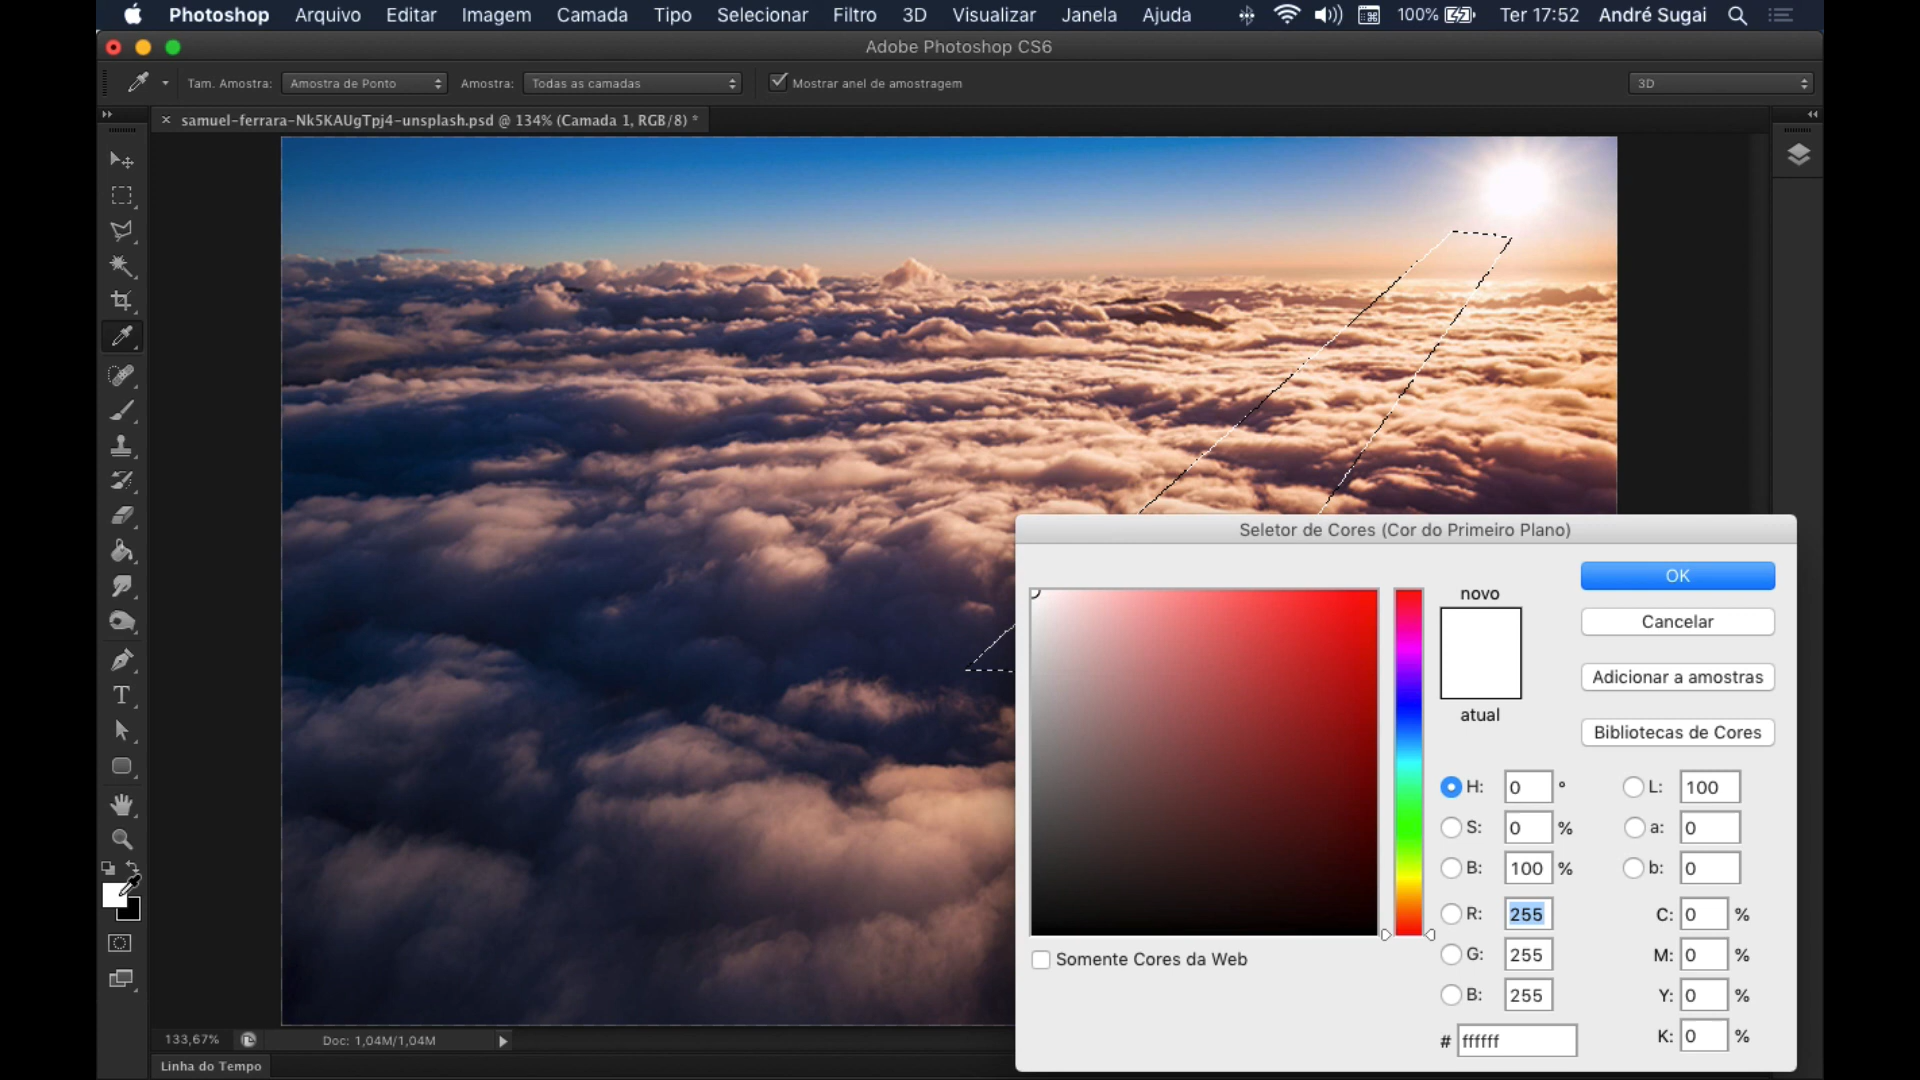 Photoshop Arquivo Editar Imagem Camada Tipo Selecionar Filtro 3D Visualizar Janela Ajuda 100% Ter 17:52 André Sugai
Adobe Photoshop CS6
Tam. Amostra: Amostra de Ponto Amostra: Todas as camadas Mostrar anel de amostragem 3D
samuel-ferrara-Nk5KAUgTpj4-unsplash.psd @ 134% (Camada 1, RGB/8) *
Seletor de Cores (Cor do Primeiro Plano)
novo
atual
OK
Cancelar
Adicionar a amostras
Bibliotecas de Cores
H: 0 ° L: 100
S: 0 % a: 0
B: 100 % b: 0
R: 255 C: 0 %
G: 255 M: 0 %
B: 255 Y: 0 %
# ffffff K: 0 %
Somente Cores da Web
133,67% Doc: 1,04M/1,04M
Linha do Tempo